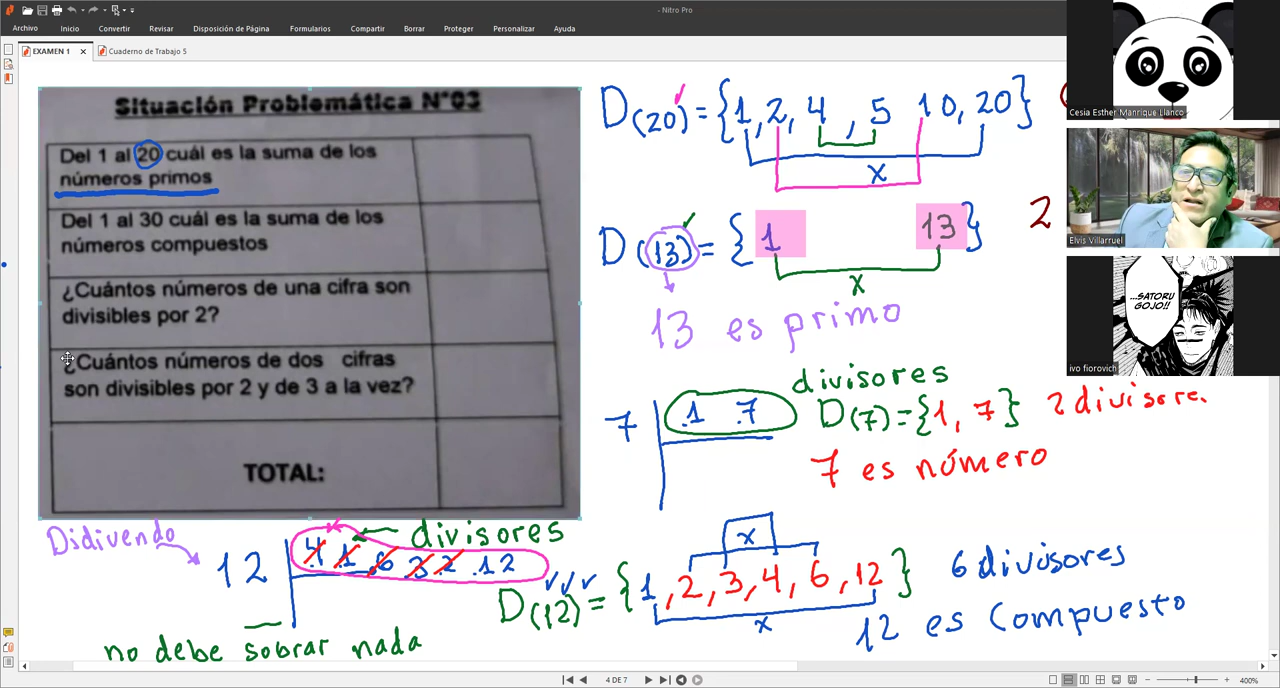 - Nitro Pro
Archivo Inicio Convertir Revisar Disposición de Página Formularios Compartir Borrar Proteger Personalizar Ayuda
EXAMEN 1 × Cuaderno de Trabajo 5
Situación Problemática N°03
Del 1 al 20 cuál es la suma de los
números primos
Del 1 al 30 cuál es la suma de los
números compuestos
¿Cuántos números de una cifra son
divisibles por 2?
¿Cuántos números de dos cifras
son divisibles por 2 y de 3 a la vez?
TOTAL:
D(20) = {1, 2, 4, 5 10, 20}
x
D(13) = { 1 13 }
2
x
13 es primo
divisores
7 1 7
D(7) = {1, 7} 2 divisore.
7 es número
Didivendo
divisores
12 4 1 6 3 2 12
x
D(12) = {1, 2, 3, 4, 6, 12} 6 divisores
x
12 es compuesto
no debe sobrar nada
Cesia Esther Manrique Llanco
Elvis Villarruel
...SATORU
GOJO!!
ivo fiorovich
4 DE 7
400%